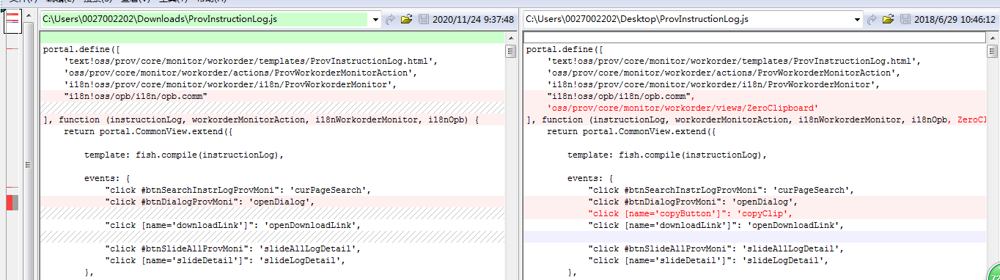 C:\Users\0027002202\Downloads\ProvInstructionLog.js
2020/11/24 9:37:48
portal.define([
'text!oss/prov/core/monitor/workorder/templates/ProvInstructionLog.html',
'oss/prov/core/monitor/workorder/actions/ProvWorkorderMonitorAction',
'i18n!oss/prov/core/monitor/workorder/i18n/ProvWorkorderMonitor',
"i18n!oss/opb/i18n/opb.comm"
], function (instructionLog, workorderMonitorAction, i18nWorkorderMonitor, i18nOpb) {
return portal.CommonView.extend({
template: fish.compile(instructionLog),
events: {
"click #btnSearchInstrLogProvMoni": 'curPageSearch',
"click #btnDialogProvMoni": 'openDialog',
"click [name='downloadLink']": 'openDownloadLink',
"click #btnSlideAllProvMoni": 'slideAllLogDetail',
"click [name='slideDetail']": 'slideLogDetail',
},
C:\Users\0027002202\Desktop\ProvInstructionLog.js
2018/6/29 10:46:12
portal.define([
'text!oss/prov/core/monitor/workorder/templates/ProvInstructionLog.html',
'oss/prov/core/monitor/workorder/actions/ProvWorkorderMonitorAction',
'i18n!oss/prov/core/monitor/workorder/i18n/ProvWorkorderMonitor',
"i18n!oss/opb/i18n/opb.comm",
'oss/prov/core/monitor/workorder/views/ZeroClipboard'
], function (instructionLog, workorderMonitorAction, i18nWorkorderMonitor, i18nOpb, ZeroCl
return portal.CommonView.extend({
template: fish.compile(instructionLog),
events: {
"click #btnSearchInstrLogProvMoni": 'curPageSearch',
"click #btnDialogProvMoni": 'openDialog',
"click [name='copyButton']": 'copyClip',
"click [name='downloadLink']": 'openDownloadLink',
"click #btnSlideAllProvMoni": 'slideAllLogDetail',
"click [name='slideDetail']": 'slideLogDetail',
},